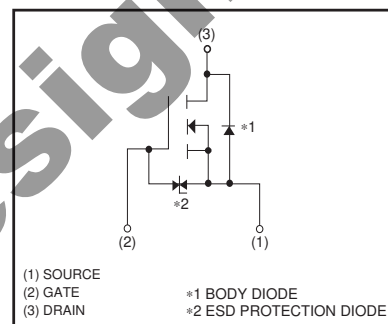 (3)
*1
*2
(2) (1)
(1) SOURCE
(2) GATE *1 BODY DIODE
(3) DRAIN *2 ESD PROTECTION DIODE